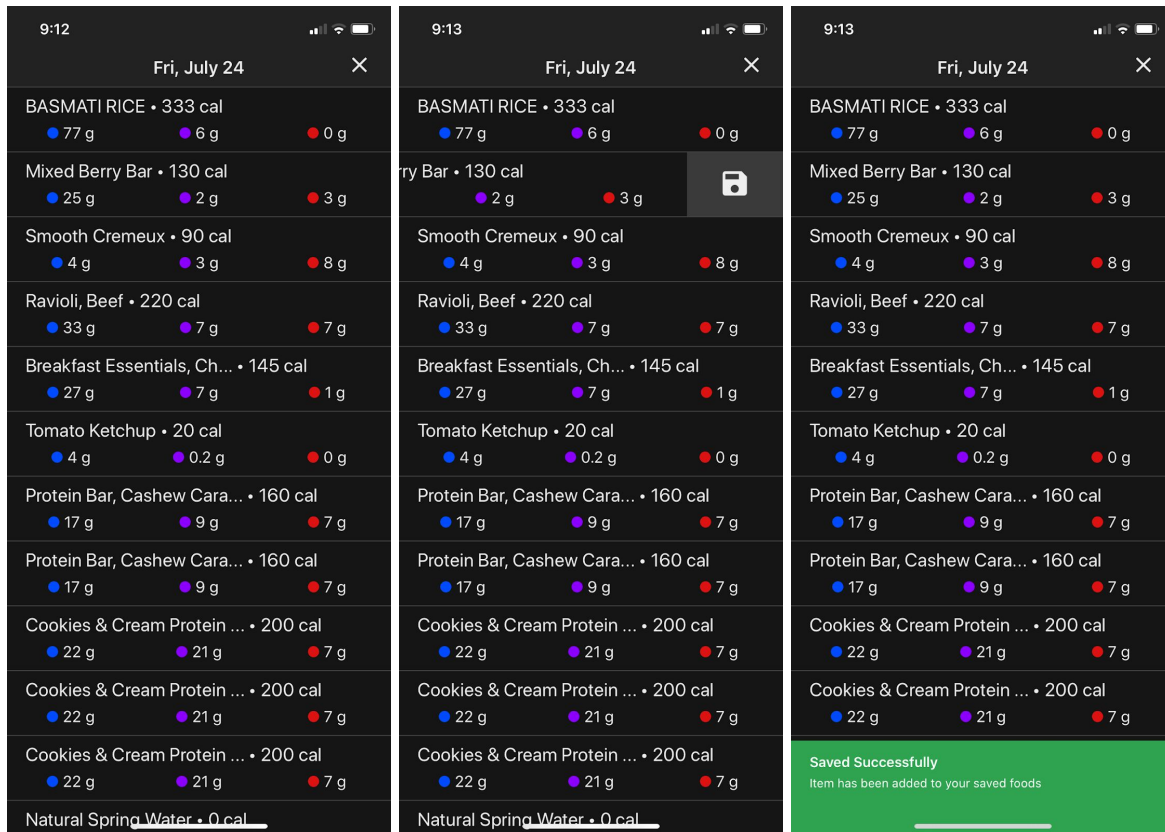 9:12
Fri, July 24
BASMATI RICE • 333 cal
77 g 6 g 0 g
Mixed Berry Bar • 130 cal
25 g 2 g 3 g
Smooth Cremeux • 90 cal
4 g 3 g 8 g
Ravioli, Beef • 220 cal
33 g 7 g 7 g
Breakfast Essentials, Ch... • 145 cal
27 g 7 g 1 g
Tomato Ketchup • 20 cal
4 g 0.2 g 0 g
Protein Bar, Cashew Cara... • 160 cal
17 g 9 g 7 g
Protein Bar, Cashew Cara... • 160 cal
17 g 9 g 7 g
Cookies & Cream Protein ... • 200 cal
22 g 21 g 7 g
Cookies & Cream Protein ... • 200 cal
22 g 21 g 7 g
Cookies & Cream Protein ... • 200 cal
22 g 21 g 7 g
Natural Spring Water • 0 cal
9:13
Fri, July 24
BASMATI RICE • 333 cal
77 g 6 g 0 g
rry Bar • 130 cal
2 g 3 g
Smooth Cremeux • 90 cal
4 g 3 g 8 g
Ravioli, Beef • 220 cal
33 g 7 g 7 g
Breakfast Essentials, Ch... • 145 cal
27 g 7 g 1 g
Tomato Ketchup • 20 cal
4 g 0.2 g 0 g
Protein Bar, Cashew Cara... • 160 cal
17 g 9 g 7 g
Protein Bar, Cashew Cara... • 160 cal
17 g 9 g 7 g
Cookies & Cream Protein ... • 200 cal
22 g 21 g 7 g
Cookies & Cream Protein ... • 200 cal
22 g 21 g 7 g
Cookies & Cream Protein ... • 200 cal
22 g 21 g 7 g
Natural Spring Water • 0 cal
9:13
Fri, July 24
BASMATI RICE • 333 cal
77 g 6 g 0 g
Mixed Berry Bar • 130 cal
25 g 2 g 3 g
Smooth Cremeux • 90 cal
4 g 3 g 8 g
Ravioli, Beef • 220 cal
33 g 7 g 7 g
Breakfast Essentials, Ch... • 145 cal
27 g 7 g 1 g
Tomato Ketchup • 20 cal
4 g 0.2 g 0 g
Protein Bar, Cashew Cara... • 160 cal
17 g 9 g 7 g
Protein Bar, Cashew Cara... • 160 cal
17 g 9 g 7 g
Cookies & Cream Protein ... • 200 cal
22 g 21 g 7 g
Cookies & Cream Protein ... • 200 cal
22 g 21 g 7 g
Saved Successfully
Item has been added to your saved foods